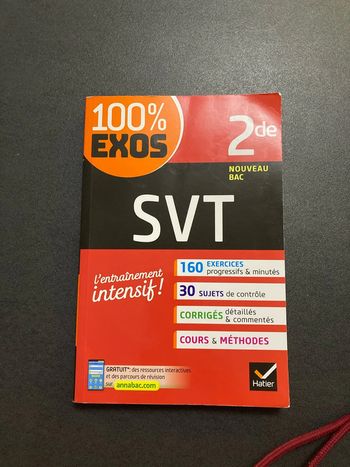 100%
EXOS
2de
NOUVEAU
BAC
SVT
l'entraînement
intensif !
160 EXERCICES
progressifs & minutés
30 SUJETS de contrôle
CORRIGÉS détaillés
& commentés
COURS & MÉTHODES
GRATUIT* : des ressources interactives
et des parcours de révision
sur annabac.com
Hatier